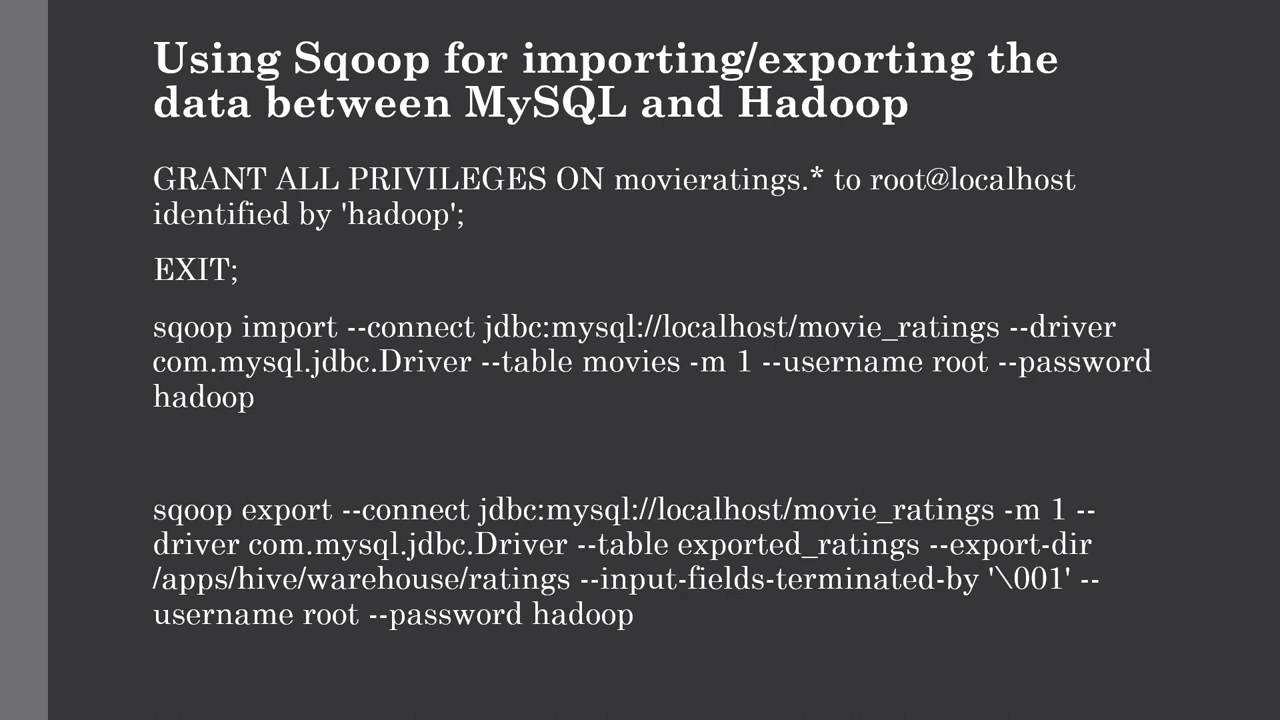 Using Sqoop for importing/exporting the
data between MySQL and Hadoop
GRANT ALL PRIVILEGES ON movieratings.* to root@localhost
identified by 'hadoop';
EXIT;
sqoop import --connect jdbc:mysql://localhost/movie_ratings --driver
com.mysql.jdbc.Driver --table movies -m 1 --username root --password
hadoop
sqoop export --connect jdbc:mysql://localhost/movie_ratings -m 1 --
driver com.mysql.jdbc.Driver --table exported_ratings --export-dir
/apps/hive/warehouse/ratings --input-fields-terminated-by '\001' --
username root --password hadoop